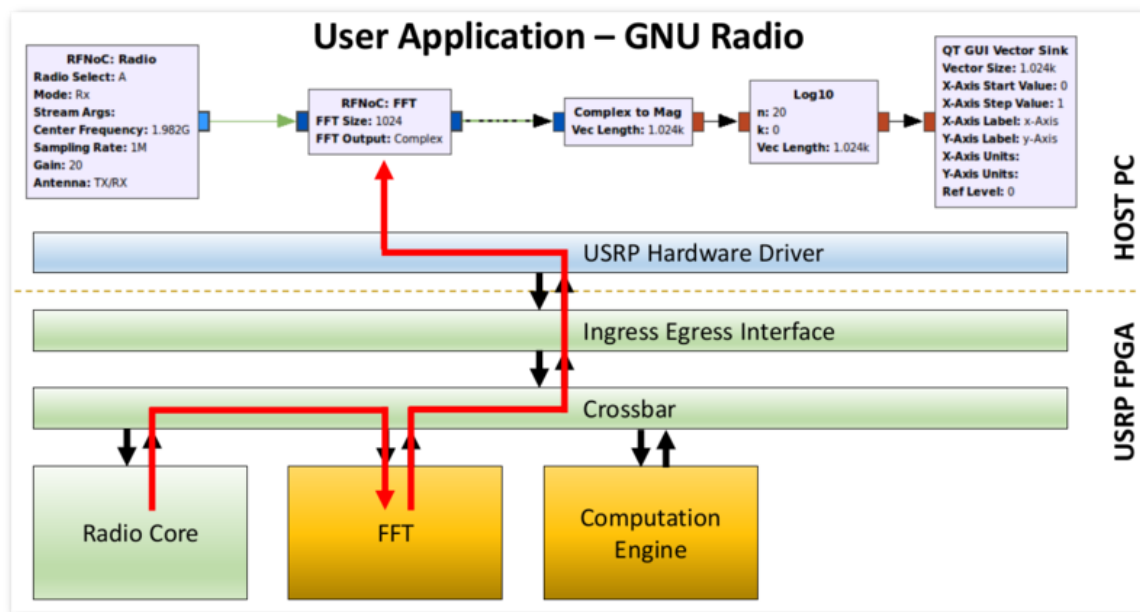 User Application – GNU Radio
RFNoC: Radio
Radio Select: A
Mode: Rx
Stream Args:
Center Frequency: 1.982G
Sampling Rate: 1M
Gain: 20
Antenna: TX/RX
RFNoC: FFT
FFT Size: 1024
FFT Output: Complex
Complex to Mag
Vec Length: 1.024k
Log10
n: 20
k: 0
Vec Length: 1.024k
QT GUI Vector Sink
Vector Size: 1.024k
X-Axis Start Value: 0
X-Axis Step Value: 1
X-Axis Label: x-Axis
Y-Axis Label: y-Axis
X-Axis Units:
Y-Axis Units:
Ref Level: 0
HOST PC
USRP Hardware Driver
Ingress Egress Interface
Crossbar
USRP FPGA
Radio Core
FFT
Computation
Engine